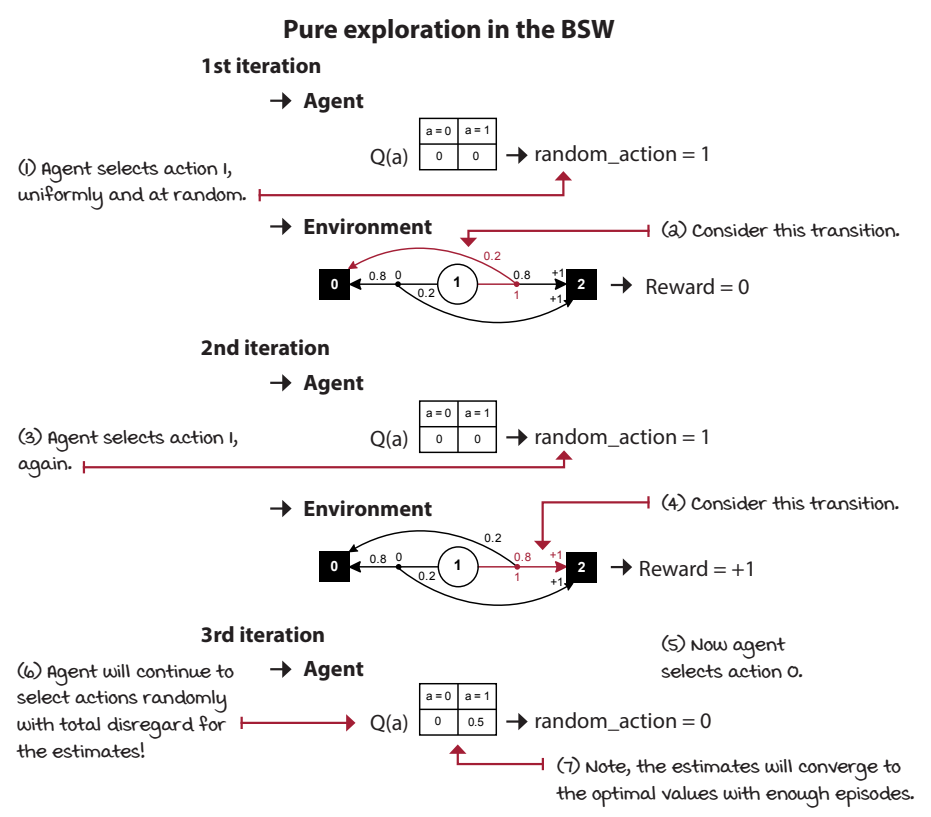 Pure exploration in the BSW
1st iteration
→ Agent
a = 0 a = 1
Q(a) 0 0 → random_action = 1
(1) Agent selects action 1,
uniformly and at random.
→ Environment
(2) Consider this transition.
0.2
0 0.8 0 1 0.8 +1 2
0.2 1 +1
→ Reward = 0
2nd iteration
→ Agent
a = 0 a = 1
Q(a) 0 0 → random_action = 1
(3) Agent selects action 1,
again.
→ Environment
(4) Consider this transition.
0.2
0 0.8 0 1 0.8 +1 2
0.2 1 +1
→ Reward = +1
3rd iteration
→ Agent
(5) Now agent
selects action 0.
(6) Agent will continue to
select actions randomly
with total disregard for
the estimates!
a = 0 a = 1
Q(a) 0 0.5 → random_action = 0
(7) Note, the estimates will converge to
the optimal values with enough episodes.